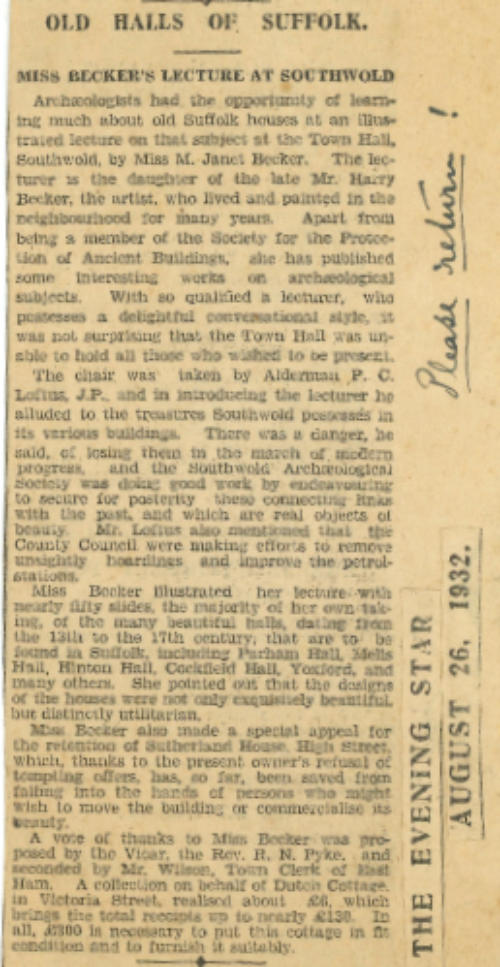 OLD HALLS OF SUFFOLK.
MISS BECKER'S LECTURE AT SOUTHWOLD
Archæologists had the opportunity of learn-
ing much about old Suffolk houses at an illus-
trated lecture on that subject at the Town Hall,
Southwold, by Miss M. Janet Becker. The lec-
turer is the daughter of the late Mr. Harry
Becker, the artist, who lived and painted in the
neighbourhood for many years. Apart from
being a member of the Society for the Protec-
tion of Ancient Buildings, she has published
some interesting works on archæological
subjects. With so qualified a lecturer, who
possesses a delightful conversational style, it
was not surprising that the Town Hall was un-
able to hold all those who wished to be present.
The chair was taken by Alderman P. C.
Loftus, J.P., and in introducing the lecturer he
alluded to the treasures Southwold possesses in
its various buildings. There was a danger, he
said, of losing them in the march of modern
progress, and the Southwold Archæological
Society was doing good work by endeavouring
to secure for posterity these connecting links
with the past, and which are real objects of
beauty. Mr. Loftus also mentioned that the
County Council were making efforts to remove
unsightly hoardings and improve the petrol-
stations.
Miss Becker illustrated her lecture with
nearly fifty slides, the majority of her own tak-
ing, of the many beautiful halls, dating from
the 13th to the 17th century, that are to be
found in Suffolk, including Parham Hall, Mells
Hall, Hinton Hall, Cockfield Hall, Yoxford, and
many others. She pointed out that the designs
of the houses were not only exquisitely beautiful,
but distinctly utilitarian.
Miss Becker also made a special appeal for
the retention of Sutherland House, High Street,
which, thanks to the present owner's refusal of
tempting offers, has, so far, been saved from
falling into the hands of persons who might
wish to move the building or commercialise its
beauty.
A vote of thanks to Miss Becker was pro-
posed by the Vicar, the Rev. R. N. Pyke, and
seconded by Mr. Wilson, Town Clerk of East
Ham. A collection on behalf of Dutch Cottage,
in Victoria Street, realised about £6, which
brings the total receipts up to nearly £130. In
all, £300 is necessary to put this cottage in fit
condition and to furnish it suitably.
Please return!
THE EVENING STAR
AUGUST 26, 1932.